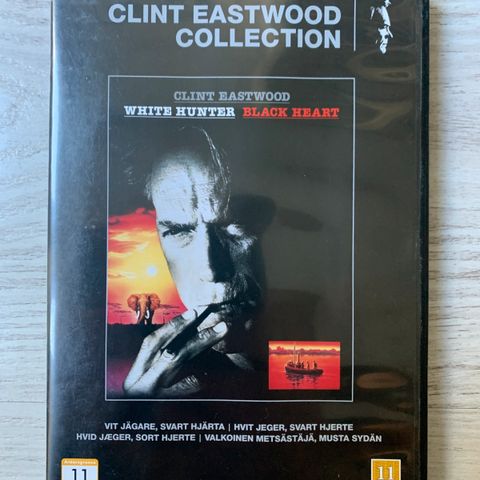 CLINT EASTWOOD
COLLECTION
CLINT EASTWOOD
WHITE HUNTER BLACK HEART
VIT JÄGARE, SVART HJÄRTA | HVIT JEGER, SVART HJERTE
HVID JÆGER, SORT HJERTE | VALKOINEN METSÄSTÄJÄ, MUSTA SYDÄN
Aldersgrense
11
11